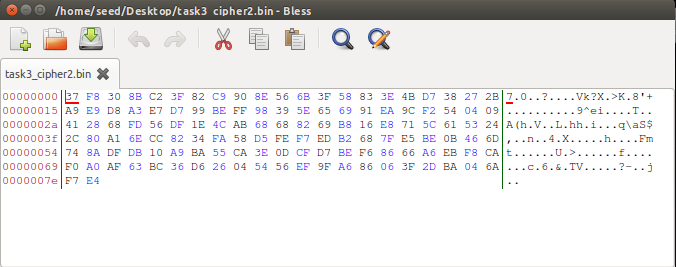 /home/seed/Desktop/task3_cipher2.bin - Bless
task3_cipher2.bin
00000000 37 F8 30 8B C2 3F 82 C9 90 8E 56 6B 3F 58 83 3E 4B D7 38 27 2B 7.0..?....Vk?X.>K.8'+
00000015 A9 E9 D8 A3 E7 D7 99 BE FF 98 39 5E 65 69 91 EA 9C F2 54 04 09 ..........9^ei....T..
0000002a 41 28 68 FD 56 DF 1E 4C AB 68 68 82 69 B8 16 E8 71 5C 61 53 24 A(h.V..L.hh.i...q\aS$
0000003f 2C 80 A1 6E CC 82 34 FA 58 D5 FE F7 ED B2 68 7F E5 BE 0B 46 6D ,..n..4.X.....h....Fm
00000054 74 8A DF DB 10 A9 BA 55 CA 3E 0D CF D7 BE F6 86 66 A6 EB F8 CA t......U.>......f....
00000069 F0 A0 AF 63 BC 36 D6 26 04 54 56 EF 9F A6 86 06 3F 2D BA 04 6A ...c.6.&.TV.....?-..j
0000007e F7 E4 ..